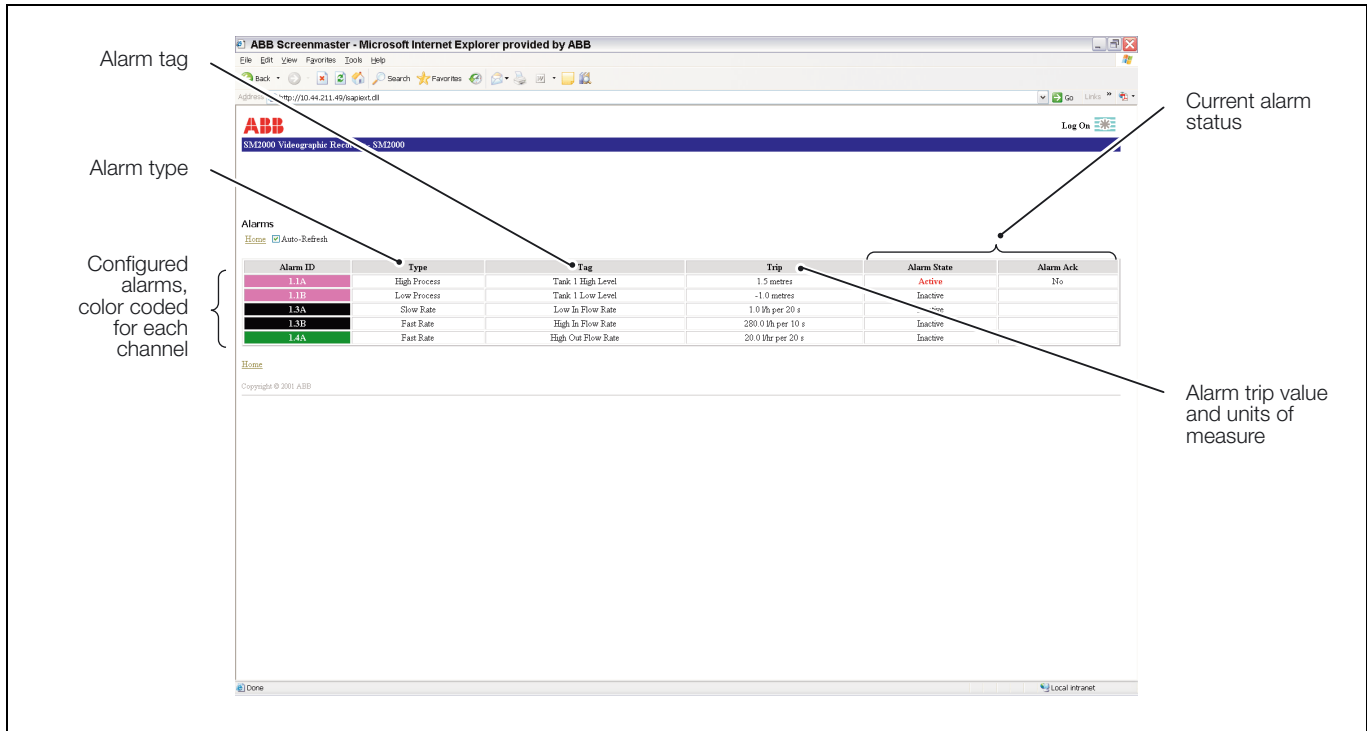 ABB Screenmaster - Microsoft Internet Explorer provided by ABB
File Edit View Favorites Tools Help
Back Search Favorites
Address http://10.44.211.49/isapiext.dll Go Links »
Alarm tag
Current alarm
status
ABB
Log On
SM2000 Videographic SM2000
Alarm type
Alarms
Home Auto-Refresh
Configured
alarms,
color coded
for each
channel
Alarm ID Type Tag Trip Alarm State Alarm Ack
1.1A High Process Tank 1 High Level 1.5 metres Active No
1.1B Low Process Tank 1 Low Level -1.0 metres Inactive
1.3A Slow Rate Low In Flow Rate 1.0 l/h per 20 s
1.3B Fast Rate High In Flow Rate 280.0 l/h per 10 s Inactive
1.4A Fast Rate High Out Flow Rate 20.0 l/hr per 20 s Inactive
Home
Copyright © 2001 ABB
Alarm trip value
and units of
measure
Done Local intranet